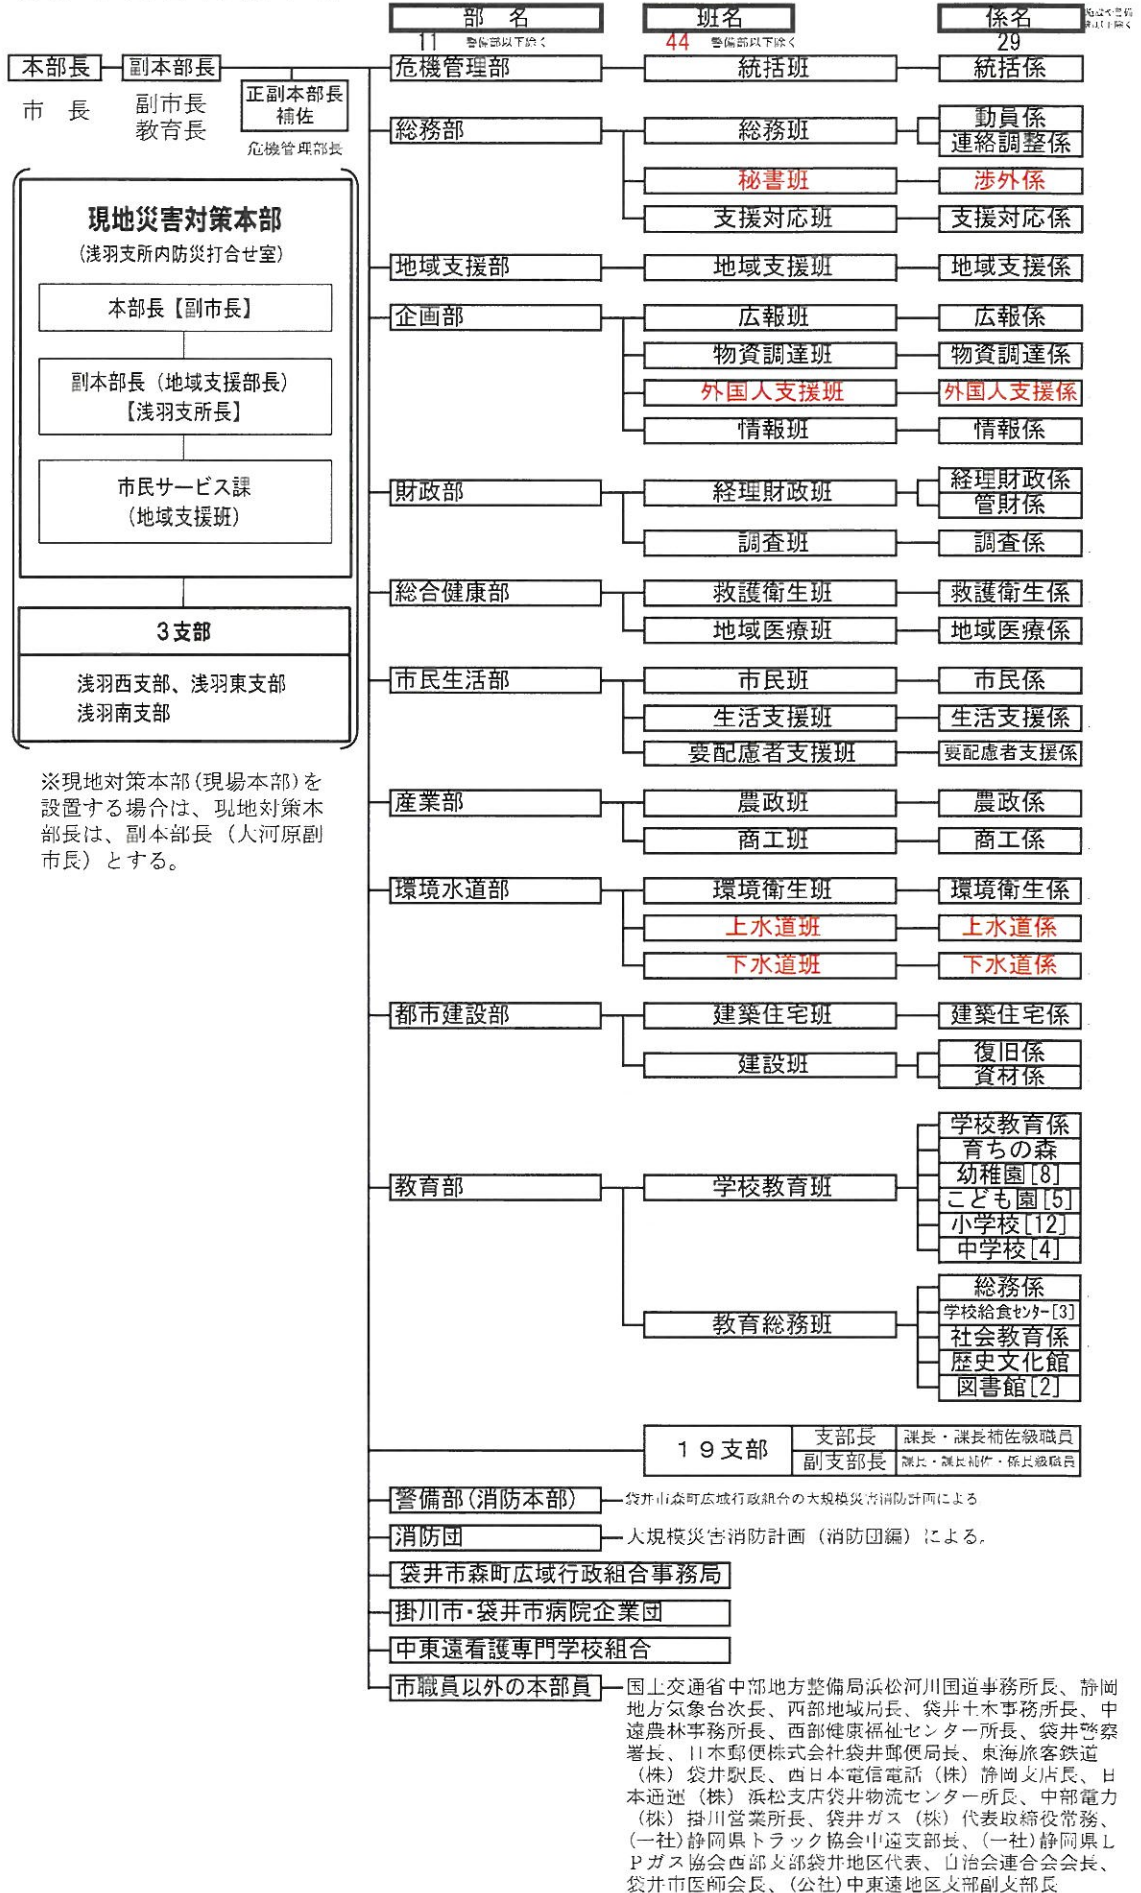 部　名
班名
係名
11 警備部以下除く
44 警備部以下除く
29
本部長
副本部長
市　長
副市長
教育長
正副本部長
補佐
危機管理部長
危機管理部
統括班
統括係
総務部
総務班
動員係
連絡調整係
秘書班
渉外係
支援対応班
支援対応係
地域支援部
地域支援班
地域支援係
企画部
広報班
広報係
物資調達班
物資調達係
外国人支援班
外国人支援係
情報班
情報係
財政部
経理財政班
経理財政係
管財係
調査班
調査係
総合健康部
救護衛生班
救護衛生係
地域医療班
地域医療係
市民生活部
市民班
市民係
生活支援班
生活支援係
要配慮者支援班
要配慮者支援係
産業部
農政班
農政係
商工班
商工係
環境水道部
環境衛生班
環境衛生係
上水道班
上水道係
下水道班
下水道係
都市建設部
建築住宅班
建築住宅係
建設班
復旧係
資材係
教育部
学校教育班
学校教育係
育ちの森
幼稚園[8]
こども園[5]
小学校[12]
中学校[4]
教育総務班
総務係
学校給食センター[3]
社会教育係
歴史文化館
図書館[2]
１９支部
支部長
課長・課長補佐級職員
副支部長
課長・課長補佐・係長級職員
警備部(消防本部)
袋井市森町広域行政組合の大規模災害消防計画による
消防団
大規模災害消防計画（消防団編）による。
袋井市森町広域行政組合事務局
掛川市・袋井市病院企業団
中東遠看護専門学校組合
市職員以外の本部員
国土交通省中部地方整備局浜松河川国道事務所長、静岡
地方気象台次長、西部地域局長、袋井土木事務所長、中
遠農林事務所長、西部健康福祉センター所長、袋井警察
署長、日本郵便株式会社袋井郵便局長、東海旅客鉄道
（株）袋井駅長、西日本電信電話（株）静岡支店長、日
本通運（株）浜松支店袋井物流センター所長、中部電力
（株）掛川営業所長、袋井ガス（株）代表取締役常務、
(一社)静岡県トラック協会中遠支部長、(一社)静岡県Ｌ
Ｐガス協会西部支部袋井地区代表、自治会連合会会長、
袋井市医師会長、(公社)中東遠地区支部副支部長
現地災害対策本部
(浅羽支所内防災打合せ室)
本部長【副市長】
副本部長（地域支援部長）
【浅羽支所長】
市民サービス課
(地域支援班)
３支部
浅羽西支部、浅羽東支部
浅羽南支部
※現地対策本部(現場本部)を
設置する場合は、現地対策本
部長は、副本部長（大河原副
市長）とする。